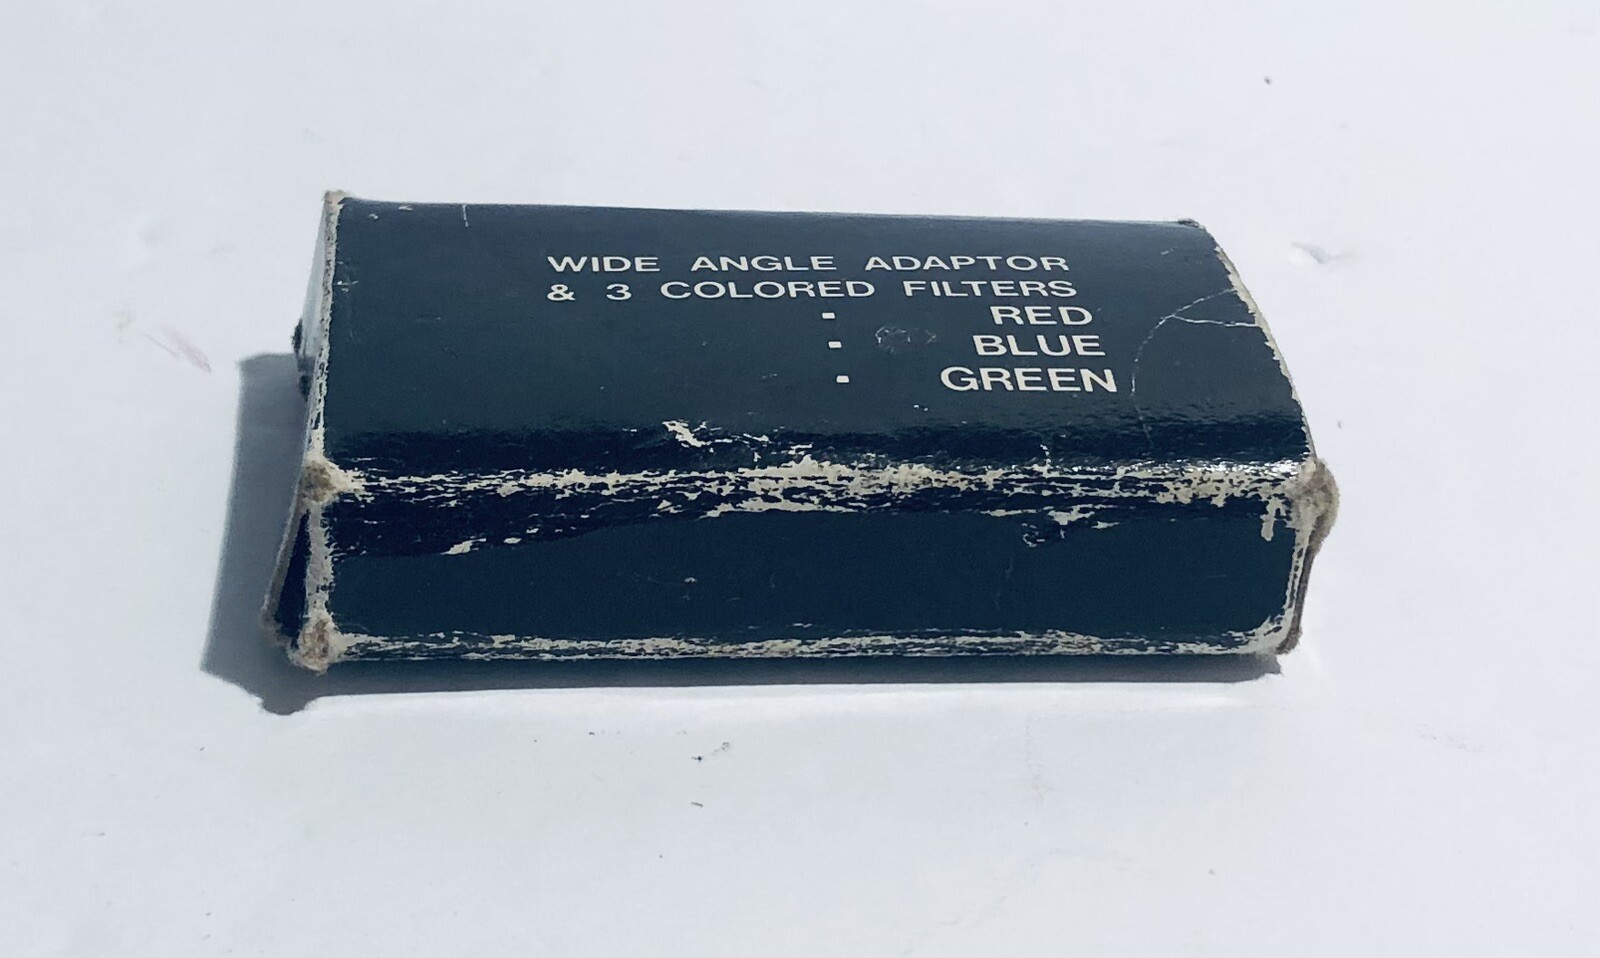 WIDE ANGLE ADAPTOR
& 3 COLORED FILTERS
▪ RED
▪ BLUE
▪ GREEN